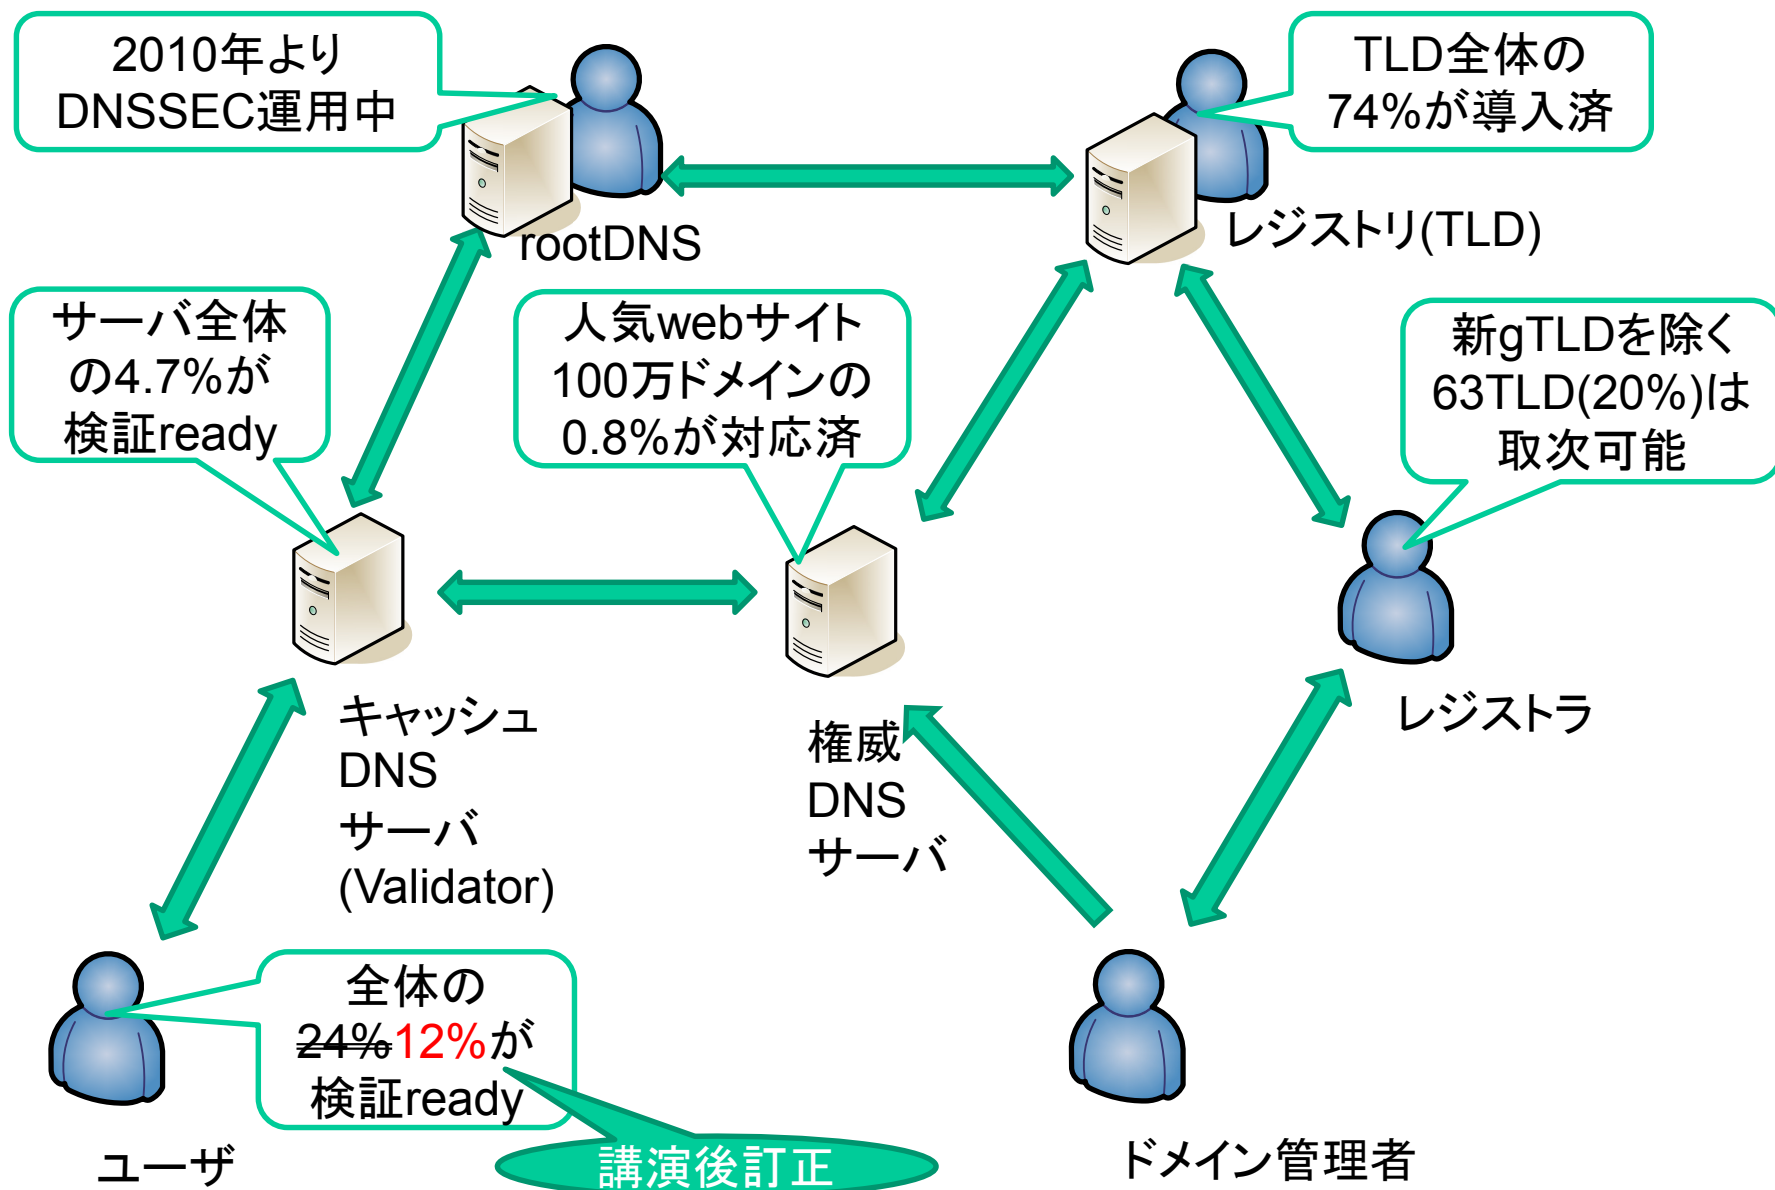 2010年より
DNSSEC運用中
TLD全体の
74%が導入済
rootDNS
レジストリ(TLD)
サーバ全体
の4.7%が
検証ready
人気webサイト
100万ドメインの
0.8%が対応済
新gTLDを除く
63TLD(20%)は
取次可能
キャッシュ
DNS
サーバ
(Validator)
権威
DNS
サーバ
レジストラ
全体の
24%12%が
検証ready
講演後訂正
ユーザ
ドメイン管理者